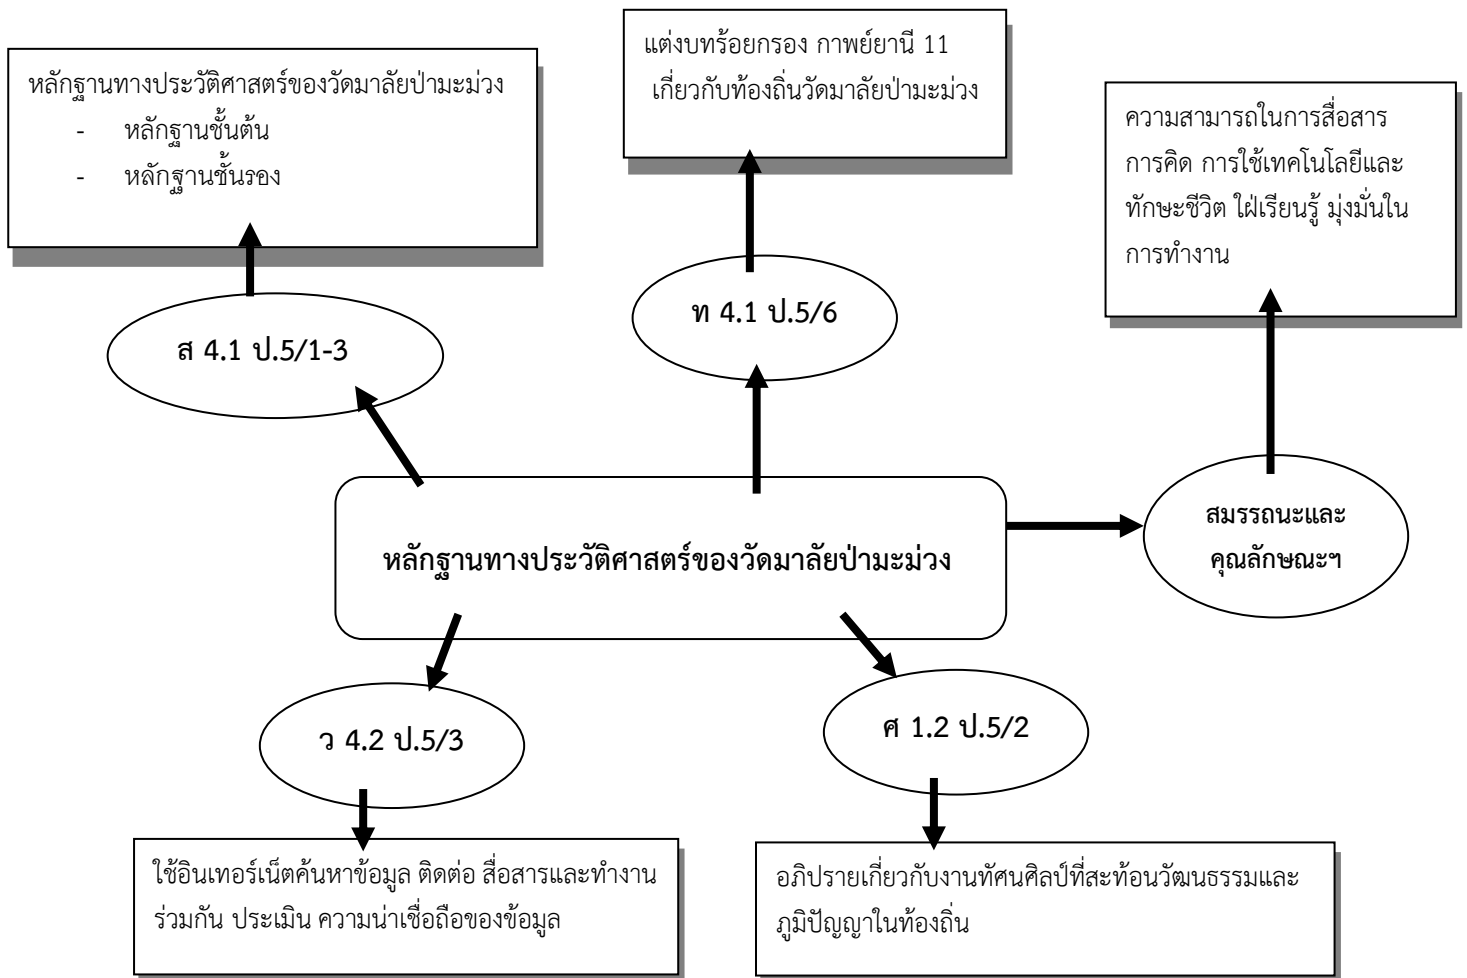 แต่งบทร้อยกรอง กาพย์ยานี 11
เกี่ยวกับท้องถิ่นวัดมาลัยป่ามะม่วง
หลักฐานทางประวัติศาสตร์ของวัดมาลัยป่ามะม่วง
- หลักฐานชั้นต้น
- หลักฐานชั้นรอง
ความสามารถในการสื่อสาร
การคิด การใช้เทคโนโลยีและ
ทักษะชีวิต ใฝ่เรียนรู้ มุ่งมั่นใน
การทำงาน
ส 4.1 ป.5/1-3
ท 4.1 ป.5/6
สมรรถนะและ
คุณลักษณะฯ
หลักฐานทางประวัติศาสตร์ของวัดมาลัยป่ามะม่วง
ว 4.2 ป.5/3
ศ 1.2 ป.5/2
ใช้อินเทอร์เน็ตค้นหาข้อมูล ติดต่อ สื่อสารและทำงาน
ร่วมกัน ประเมิน ความน่าเชื่อถือของข้อมูล
อภิปรายเกี่ยวกับงานทัศนศิลป์ที่สะท้อนวัฒนธรรมและ
ภูมิปัญญาในท้องถิ่น